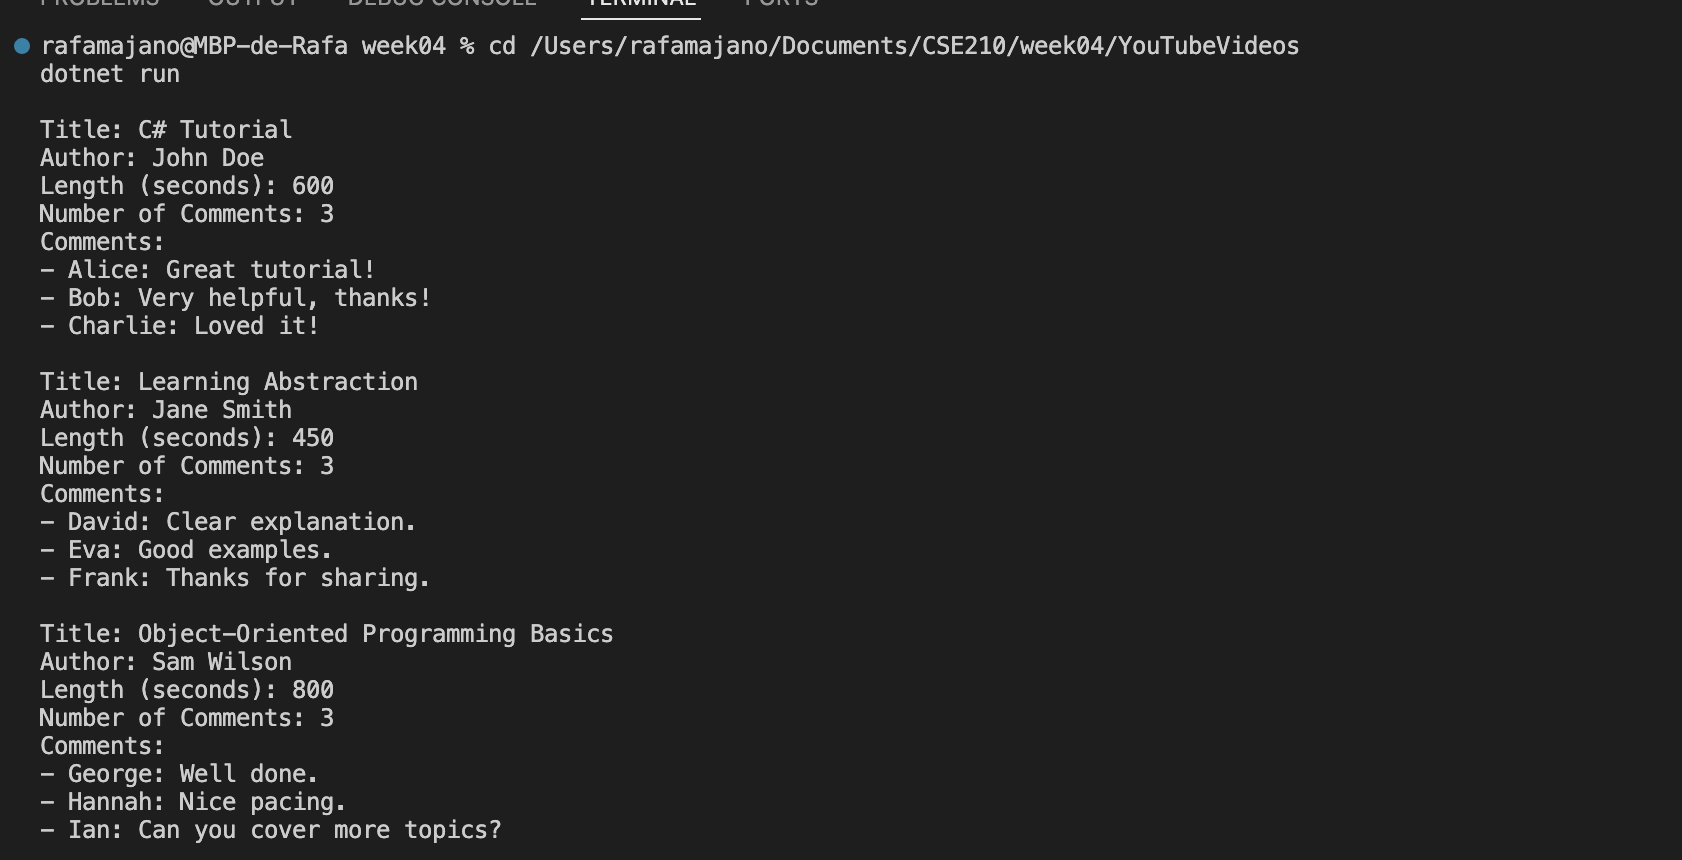 PROBLEMS OUTPUT DEBUG CONSOLE TERMINAL PORTS
rafamajano@MBP-de-Rafa week04 % cd /Users/rafamajano/Documents/CSE210/week04/YouTubeVideos
dotnet run
Title: C# Tutorial
Author: John Doe
Length (seconds): 600
Number of Comments: 3
Comments:
- Alice: Great tutorial!
- Bob: Very helpful, thanks!
- Charlie: Loved it!
Title: Learning Abstraction
Author: Jane Smith
Length (seconds): 450
Number of Comments: 3
Comments:
- David: Clear explanation.
- Eva: Good examples.
- Frank: Thanks for sharing.
Title: Object-Oriented Programming Basics
Author: Sam Wilson
Length (seconds): 800
Number of Comments: 3
Comments:
- George: Well done.
- Hannah: Nice pacing.
- Ian: Can you cover more topics?